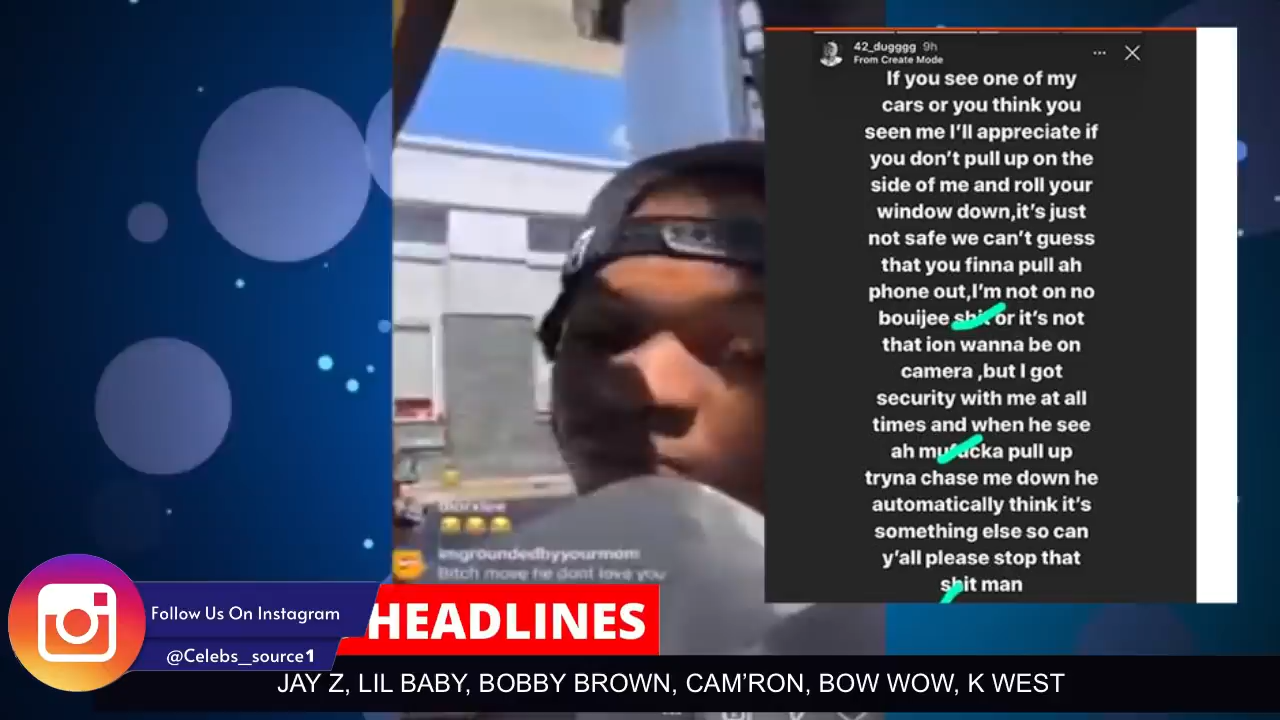 42_dugggg 9h
From Create Mode
If you see one of my
cars or you think you
seen me I'll appreciate if
you don't pull up on the
side of me and roll your
window down,it's just
not safe we can't guess
that you finna pull ah
phone out,I'm not on no
bouijee shit or it's not
that ion wanna be on
camera ,but I got
security with me at all
times and when he see
ah mufucka pull up
tryna chase me down he
automatically think it's
something else so can
y'all please stop that
shit man
imgroundedbyyourmom
Bitch move he dont love you
HEADLINES
Follow Us On Instagram
@Celebs_source1
JAY Z, LIL BABY, BOBBY BROWN, CAM'RON, BOW WOW, K WEST